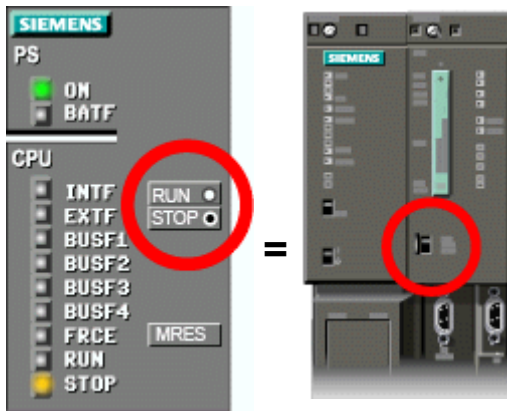 SIEMENS
PS
ON
BATF
CPU
INTF
EXTF
BUSF1
BUSF2
BUSF3
BUSF4
FRCE
RUN
STOP
RUN
STOP
MRES
=
SIEMENS